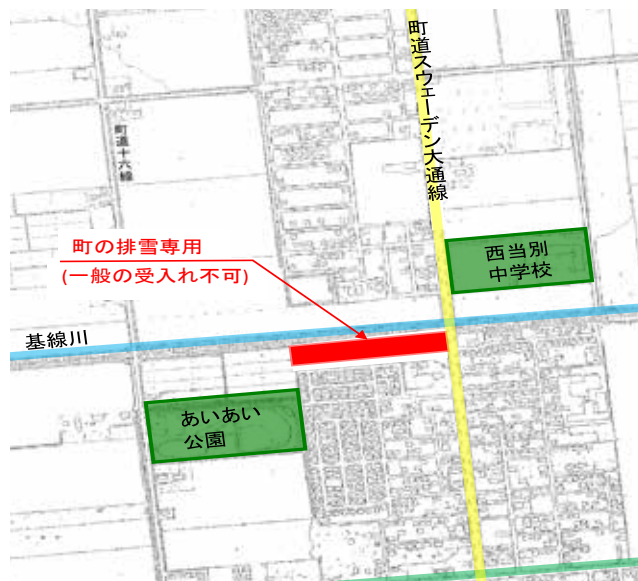 町道スウェーデン大通線
町道十六線
町の排雪専用
(一般の受入れ不可)
西当別
中学校
基線川
あいあい
公園